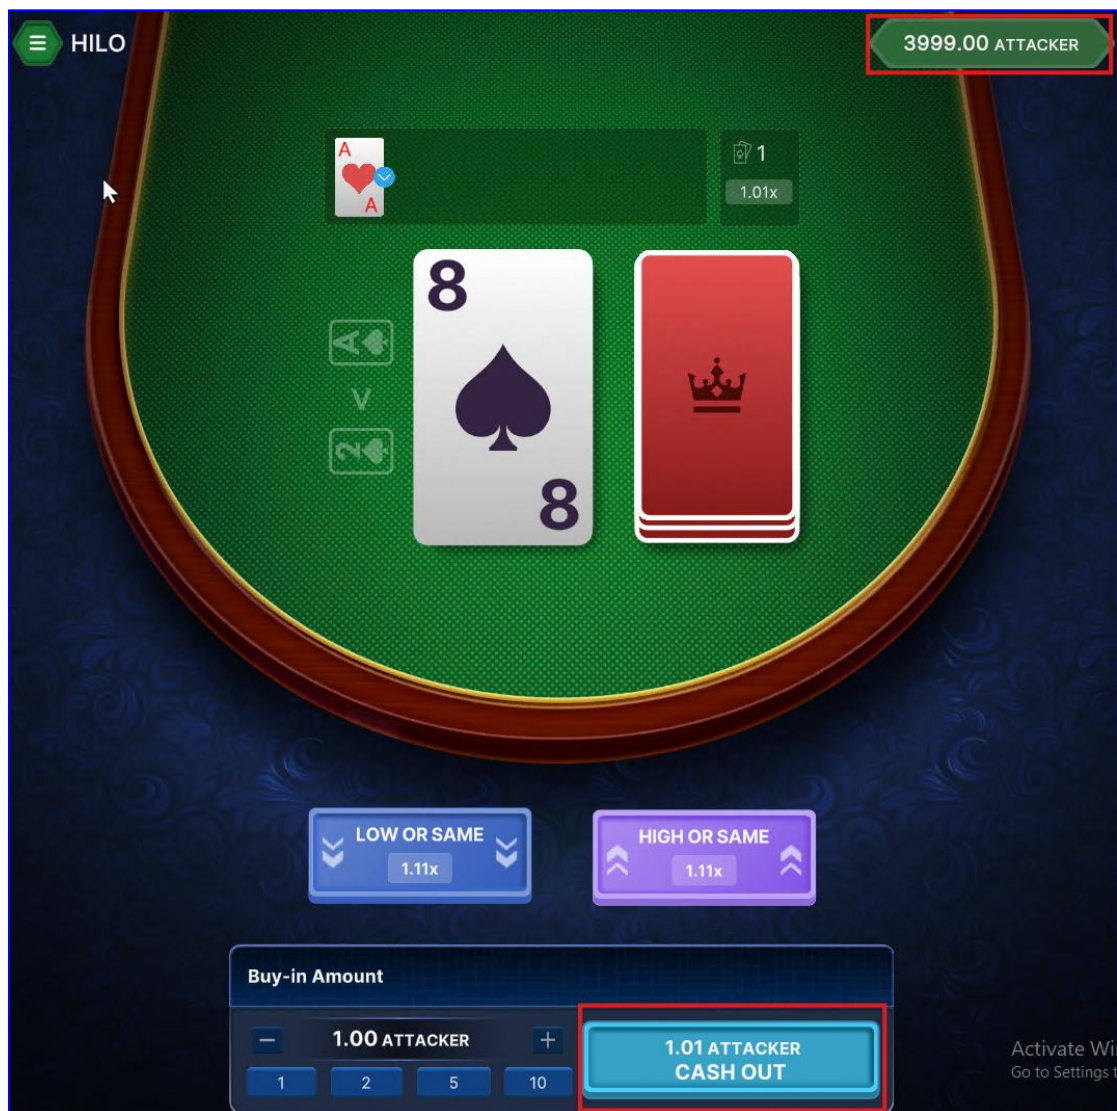 HILO
3999.00 ATTACKER
A
A
1
1.01x
8
A
2
8
LOW OR SAME
1.11x
HIGH OR SAME
1.11x
Buy-in Amount
1.00 ATTACKER
1
2
5
10
1.01 ATTACKER
CASH OUT
Activate Wi
Go to Settings t